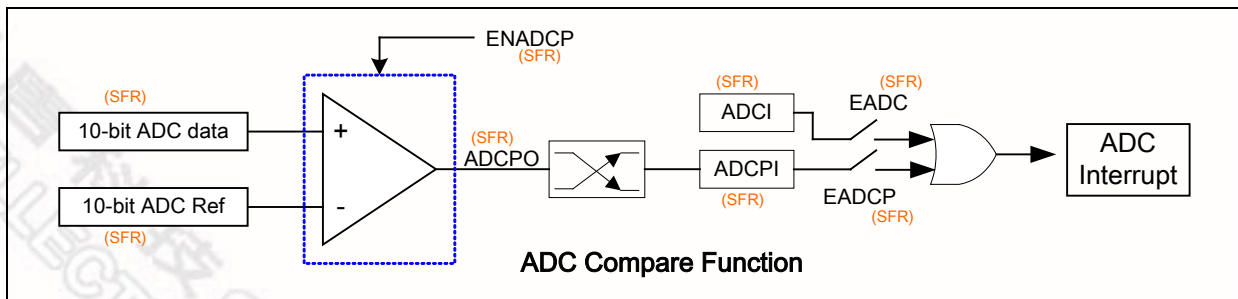 ENADCP
(SFR)
(SFR)
10-bit ADC data
+
(SFR)
ADCPO
10-bit ADC Ref
-
(SFR)
(SFR)
ADCI
(SFR)
EADC
ADCPI
(SFR)
EADCP
(SFR)
ADC
Interrupt
ADC Compare Function